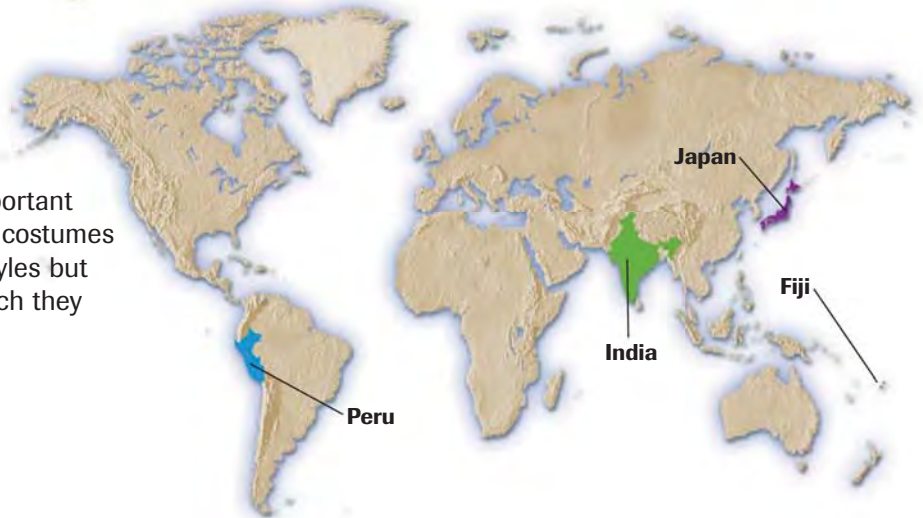 portant
costumes
yles but
ch they
Japan
Fiji
India
Peru